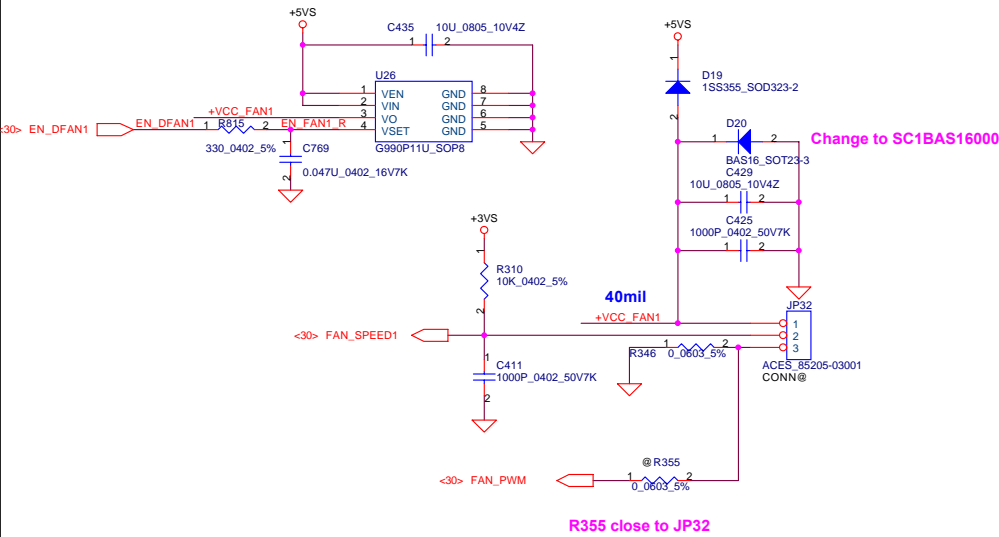 +5VS
C435 10U_0805_10V4Z
1 2
U26
1 VEN GND 8
2 VIN GND 7
3 VO GND 6
4 VSET GND 5
G990P11U_SOP8
+VCC_FAN1
<30> EN_DFAN1 EN_DFAN1 1 R815 2 EN_FAN1_R
330_0402_5%
1 C769
0.047U_0402_16V7K
2
+5VS
1
D19
1SS355_SOD323-2
2
D20
1 2
Change to SC1BAS16000
BAS16_SOT23-3
C429
10U_0805_10V4Z
1 2
C425
1000P_0402_50V7K
1 2
+3VS
1
R310
10K_0402_5%
2
40mil
+VCC_FAN1
JP32
1
2
3
ACES_85205-03001
CONN@
<30> FAN_SPEED1
R346 1 2
0_0603_5%
1
C411
1000P_0402_50V7K
2
@ R355
<30> FAN_PWM 1 2
0_0603_5%
R355 close to JP32